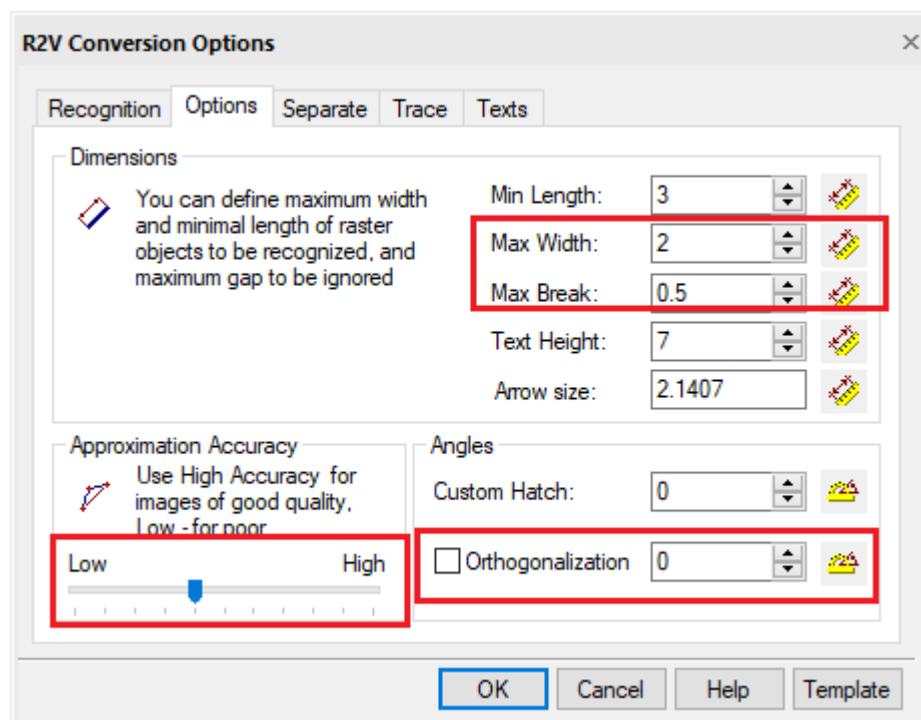 R2V Conversion Options
Recognition Options Separate Trace Texts
Dimensions
You can define maximum width
and minimal length of raster
objects to be recognized, and
maximum gap to be ignored
Min Length: 3
Max Width: 2
Max Break: 0.5
Text Height: 7
Arrow size: 2.1407
Approximation Accuracy
Use High Accuracy for
images of good quality,
Low - for poor
Low High
Angles
Custom Hatch: 0
Orthogonalization 0
OK Cancel Help Template